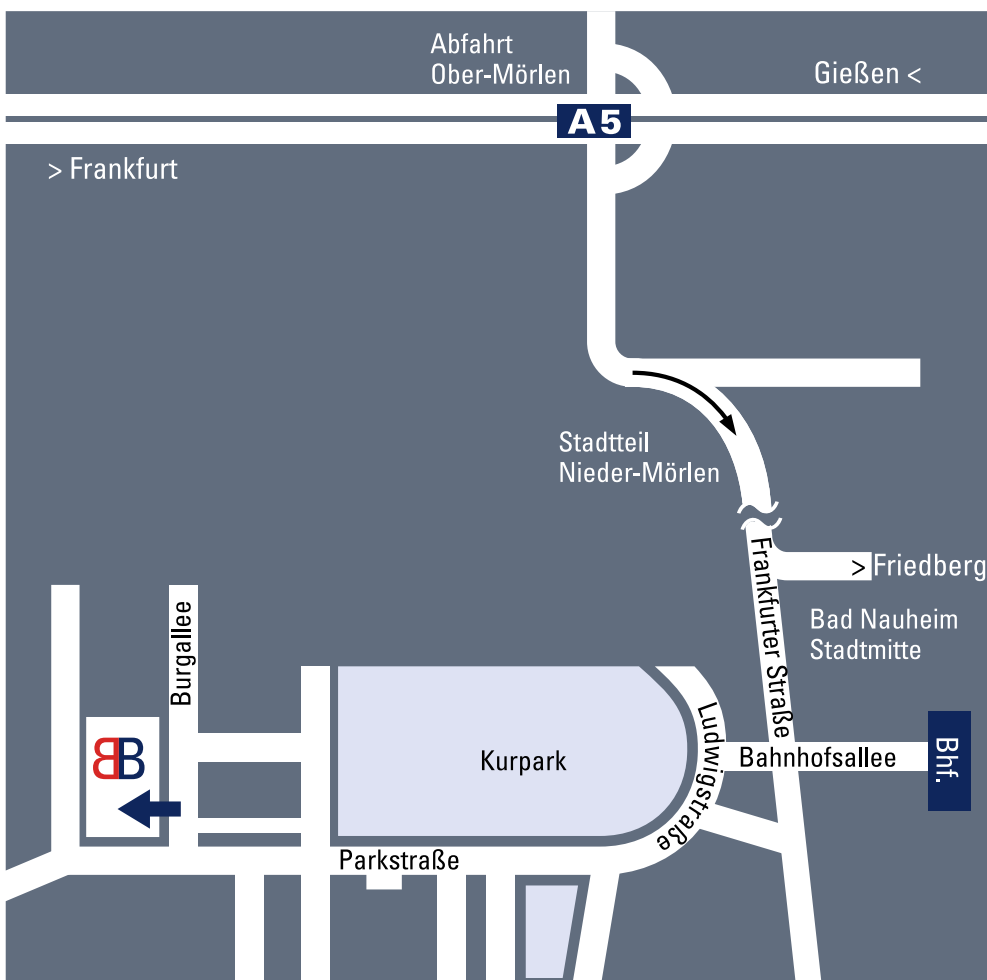 Abfahrt
Ober-Mörlen
Gießen <
A5
> Frankfurt
Stadtteil
Nieder-Mörlen
Frankfurter Straße
> Friedberg
Bad Nauheim
Stadtmitte
Burgallee
BB
Kurpark
Ludwigstraße
Bahnhofsallee
Bhf.
Parkstraße